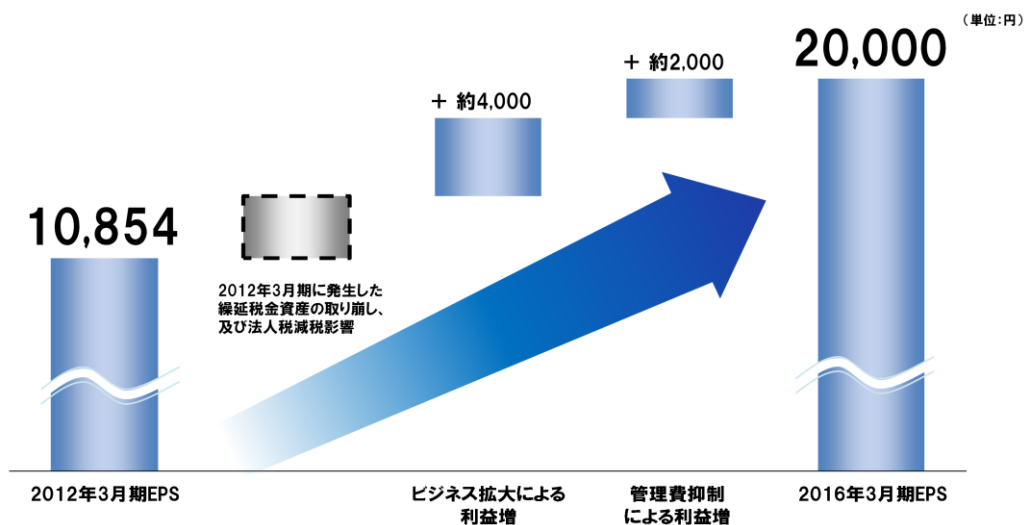 (単位:円)
20,000
+ 約2,000
+ 約4,000
10,854
2012年3月期に発生した
繰延税金資産の取り崩し、
及び法人税減税影響
2012年3月期EPS
ビジネス拡大による
利益増
管理費抑制
による利益増
2016年3月期EPS